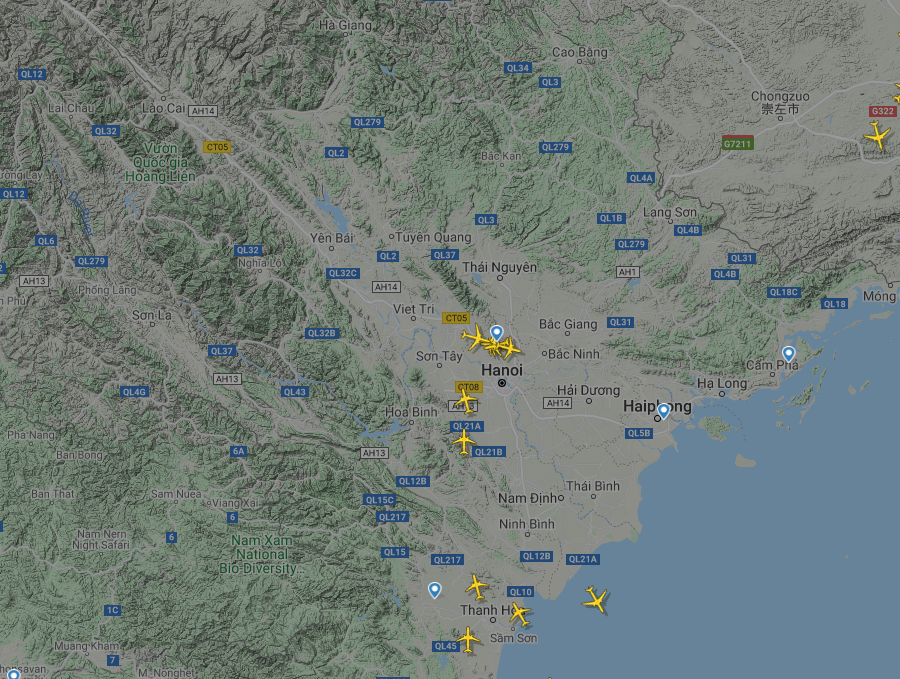 Hà Giang
Cao Bằng
QL34
QL12
QL3
Chongzuo
崇左市
Lai Châu
Lào Cai
AH14
G322
QL279
QL32
G7211
CT05
QL2
QL279
Vườn
Quốc gia
Hoàng Liên
Bắc Kạn
QL4A
QL12
QL3
QL1B
Lạng Sơn
QL4B
QL6
Yên Bái
Tuyên Quang
QL279
QL32
QL2
QL37
QL31
Nghĩa Lộ
QL279
Thái Nguyên
QL32C
AH1
QL4B
AH13
AH14
Phỏng Lăng
QL18C
Móng
QL18
Sơn La
Việt Trì
CT05
QL31
Bắc Giang
QL32B
QL37
Sơn Tây
Bắc Ninh
Cẩm Phả
Hanoi
AH13
Hạ Long
QL4G
QL43
CT08
Hải Dương
AH14
Haiphong
Hoà Bình
QL21A
QL5B
Pha Nang
6A
AH13
QL21B
Ban Bong
QL12B
Thái Bình
Ban That
Sam Nuea
QL15C
Nam Định
Viang Xai
6
QL217
Ninh Bình
Nam Nern
Night Safari
6
Nam Xam
National
Bio-Diversity...
QL15
QL217
QL12B
QL21A
QL10
1C
Thanh Hó
Sầm Sơn
Muang Kham
QL45
7
M. Nonghet